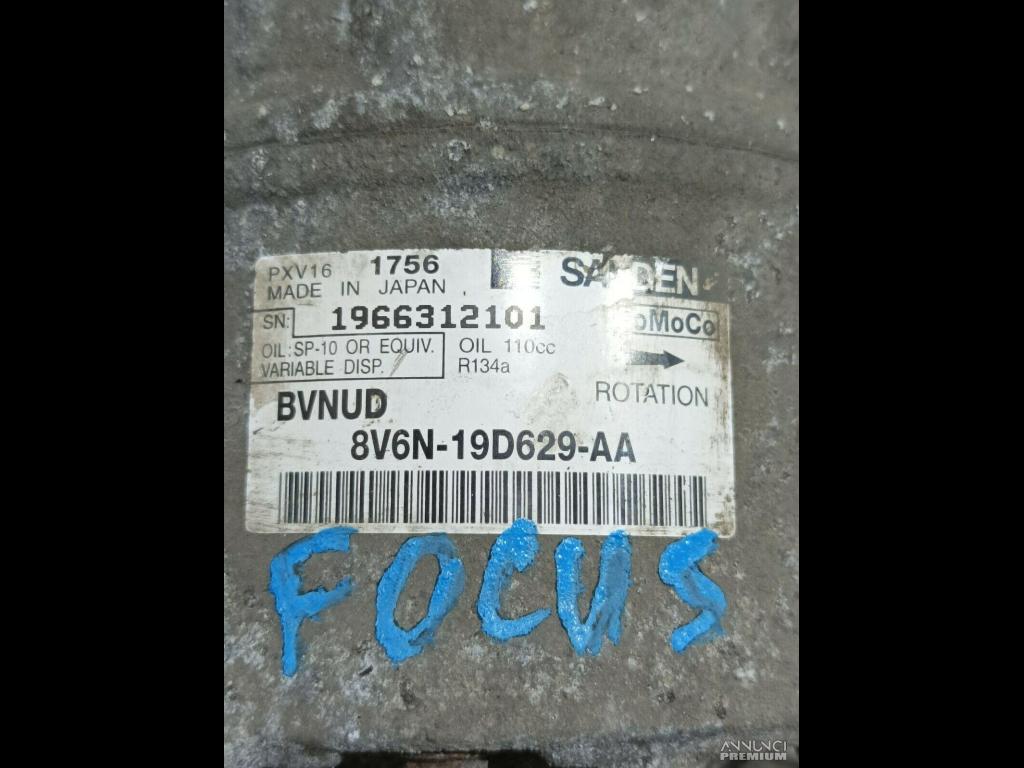 PXV16 1756 SANDEN
MADE IN JAPAN
SN: 1966312101 FoMoCo
OIL:SP-10 OR EQUIV. OIL 110cc
VARIABLE DISP. R134a
ROTATION
BVNUD
8V6N-19D629-AA
FOCUS
ANNUNCI
PREMIUM